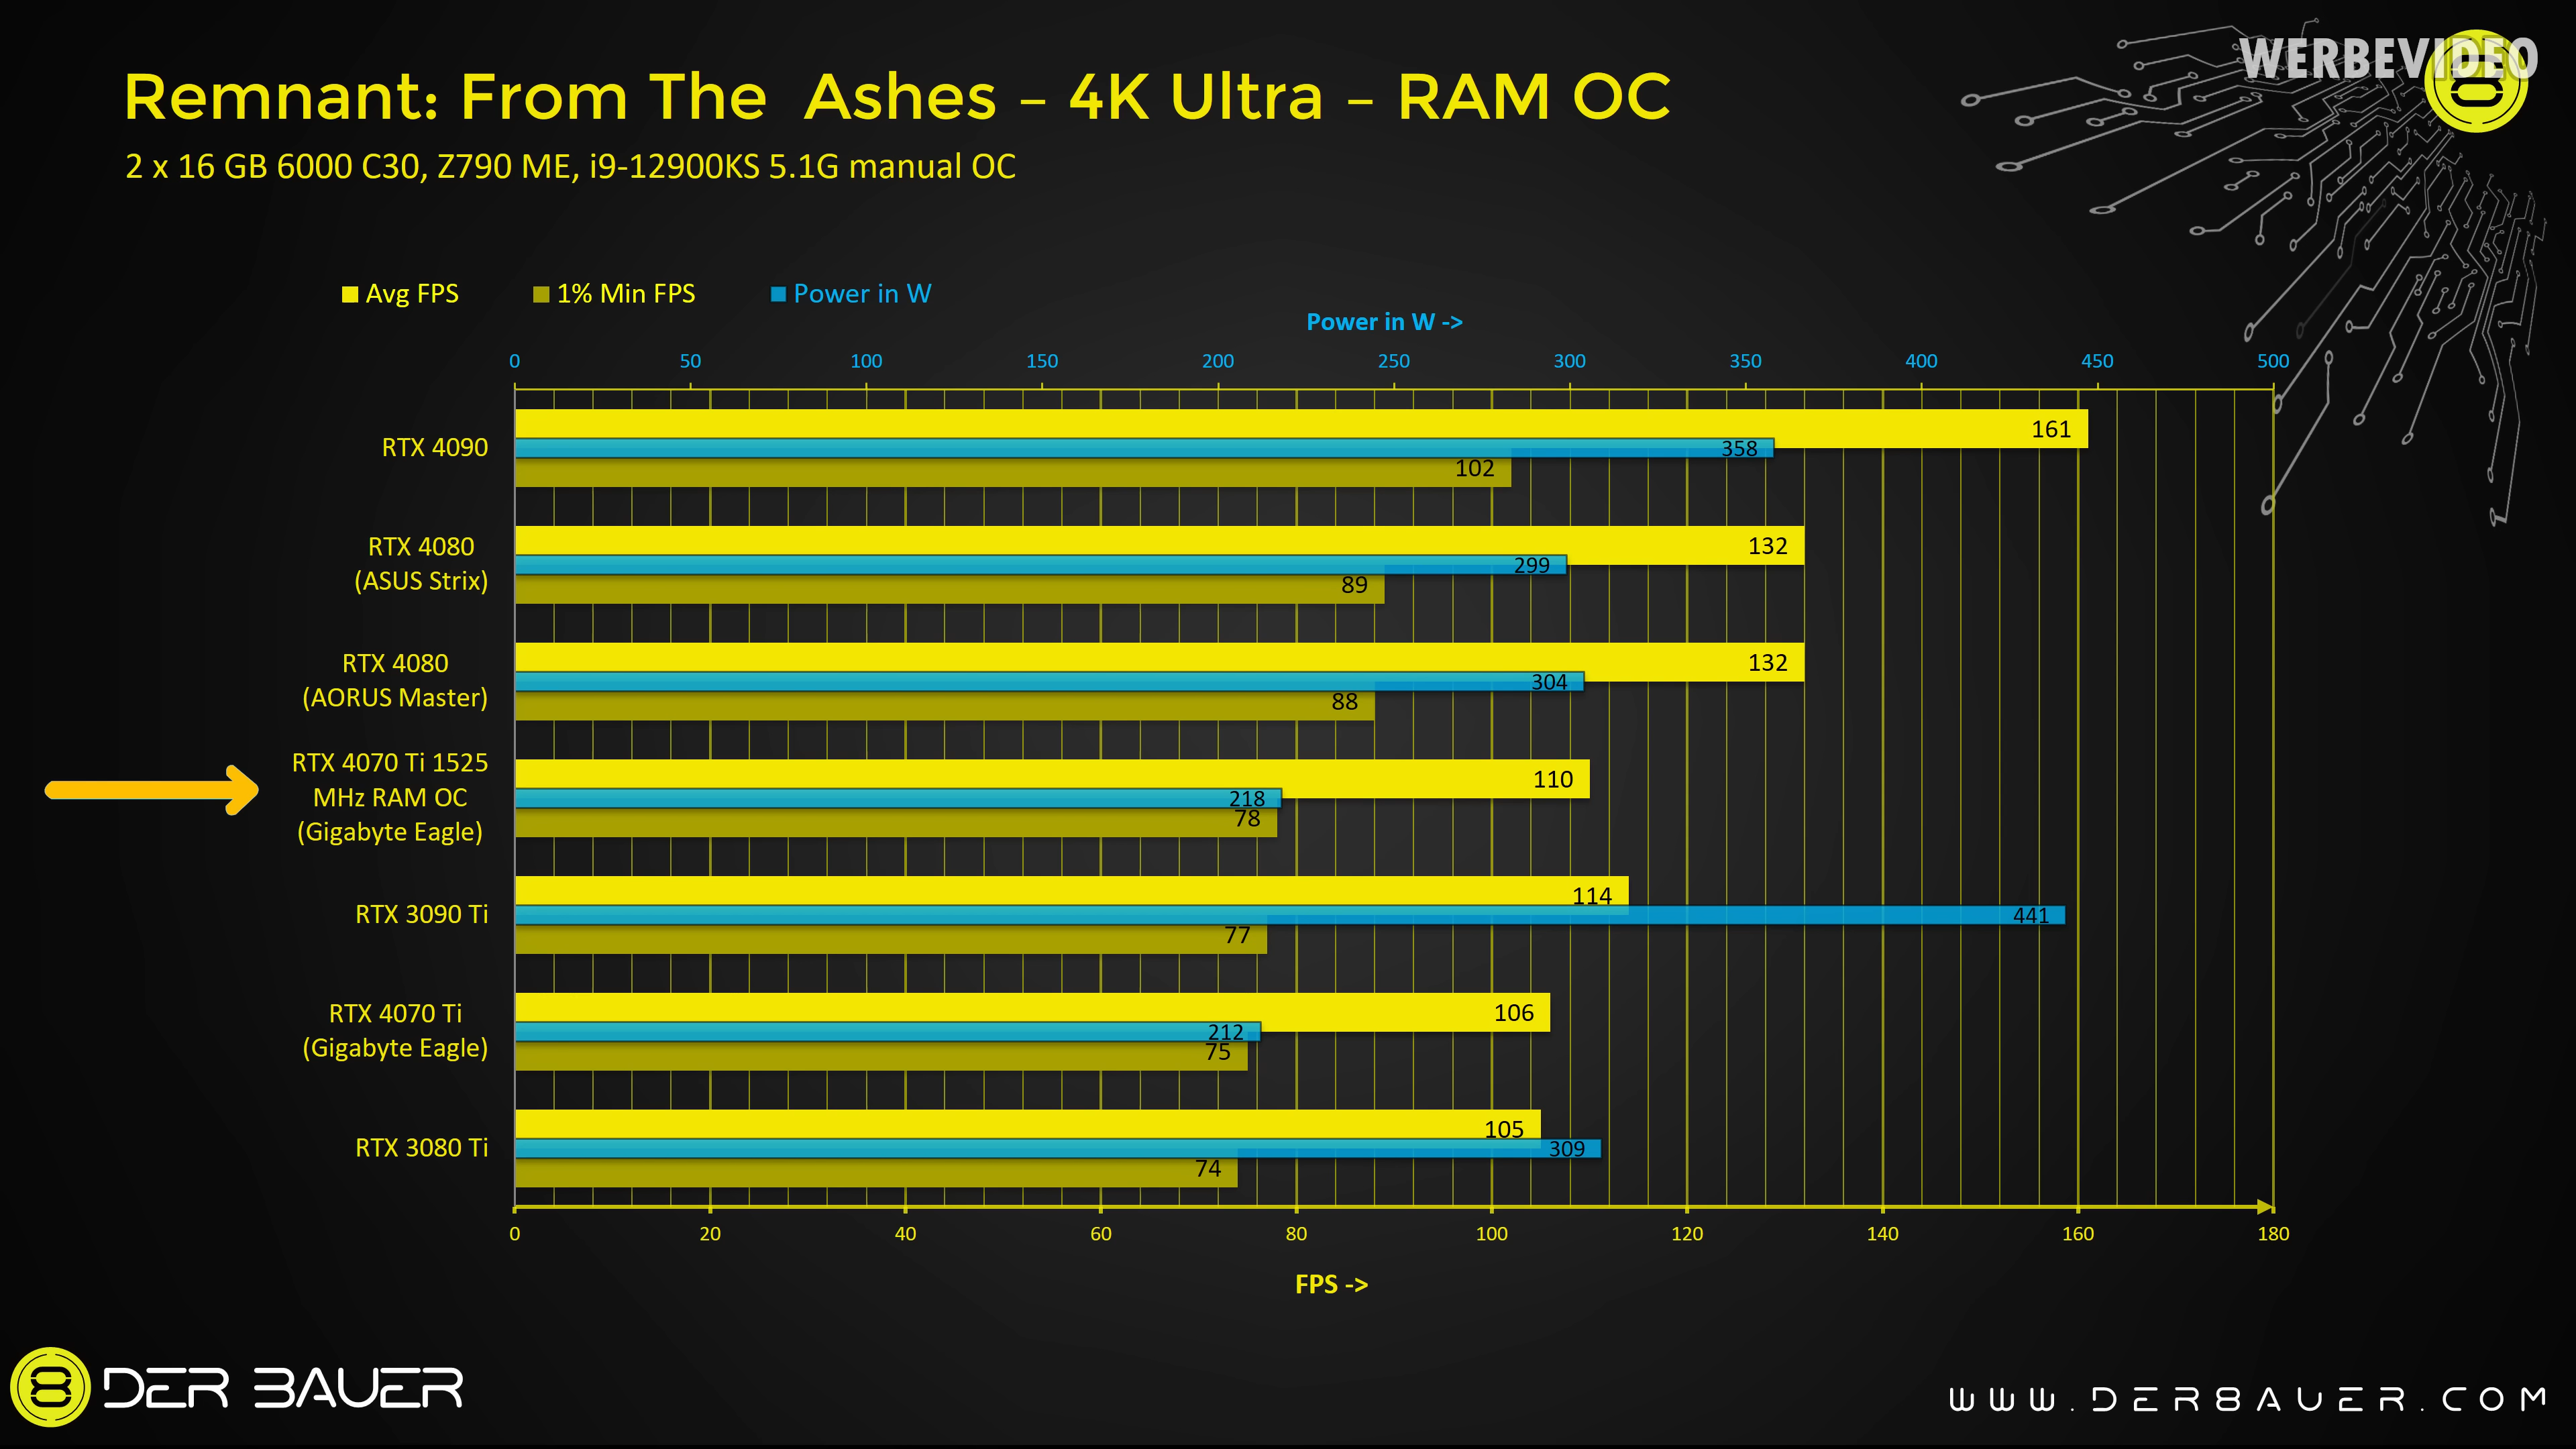 WERBEVIDEO
Remnant: From The Ashes – 4K Ultra – RAM OC
2 x 16 GB 6000 C30, Z790 ME, i9-12900KS 5.1G manual OC
Avg FPS 1% Min FPS Power in W
Power in W ->
0 50 100 150 200 250 300 350 400 450 500
RTX 4090
161
358
102
RTX 4080
(ASUS Strix)
132
299
89
RTX 4080
(AORUS Master)
132
304
88
RTX 4070 Ti 1525
MHz RAM OC
(Gigabyte Eagle)
110
218
78
RTX 3090 Ti
114
441
77
RTX 4070 Ti
(Gigabyte Eagle)
106
212
75
RTX 3080 Ti
105
309
74
0 20 40 60 80 100 120 140 160 180
FPS ->
DER 8AUER
WWW.DER8AUER.COM